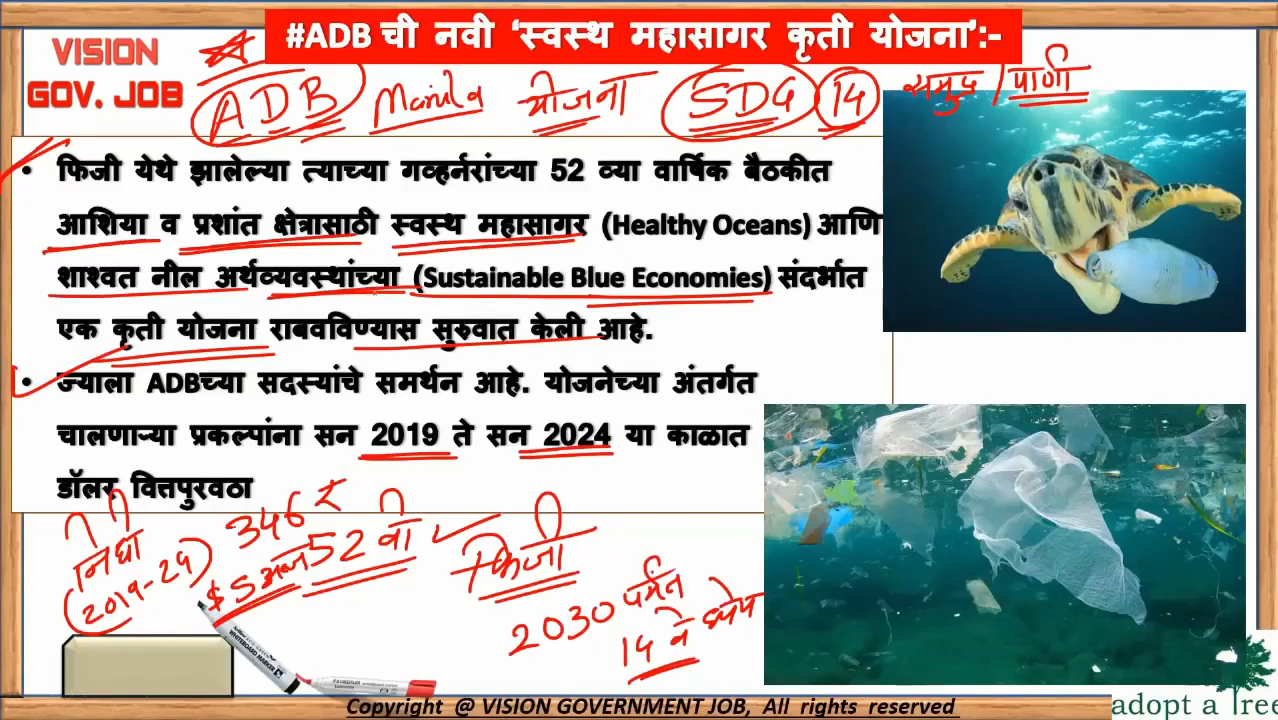 #ADB ची नवी ‘स्वस्थ महासागर कृती योजना’:-
VISION
GOV. JOB
ADB Manila योजना SDG 14 समुद्र / पाणी
• फिजी येथे झालेल्या त्याच्या गव्हर्नरांच्या 52 व्या वार्षिक बैठकीत
आशिया व प्रशांत क्षेत्रासाठी स्वस्थ महासागर (Healthy Oceans) आणि
शाश्वत नील अर्थव्यवस्थांच्या (Sustainable Blue Economies) संदर्भात
एक कृती योजना राबवविण्यास सुरुवात केली आहे.
• ज्याला ADBच्या सदस्यांचे समर्थन आहे. योजनेच्या अंतर्गत
चालणाऱ्या प्रकल्पांना सन 2019 ते सन 2024 या काळात
डॉलर वित्तपुरवठा
निधी 346 ₹
(2019-24) $5 अब्ज 52 वी फिजी
2030 पर्यंत
14 वे ध्येय
Copyright @ VISION GOVERNMENT JOB, All rights reserved
adopt a Tree